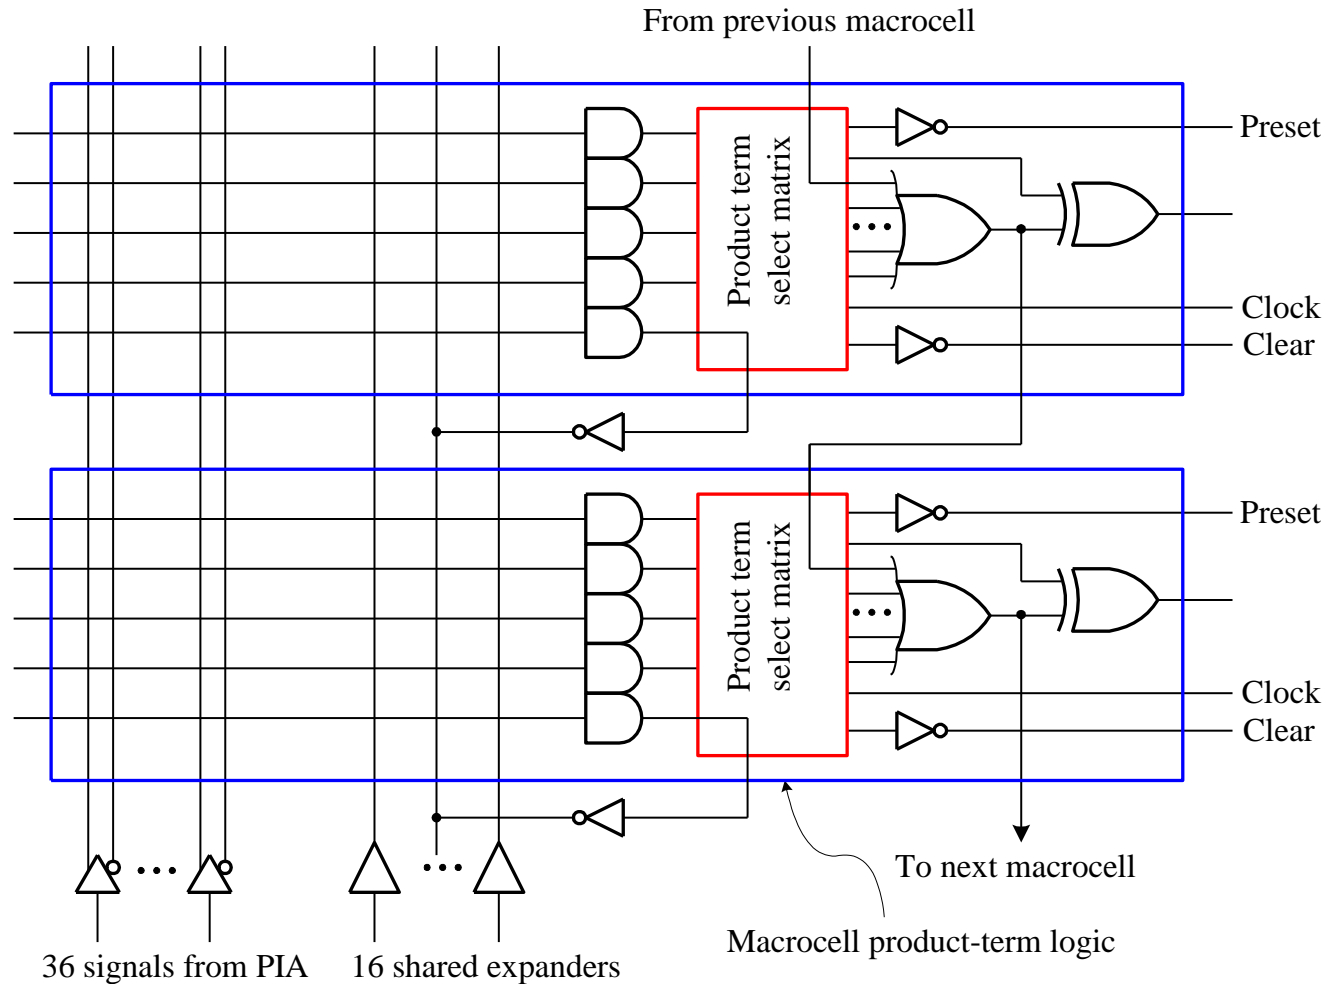 From previous macrocell
Preset
Product term
select matrix
Clock
Clear
Preset
Product term
select matrix
Clock
Clear
To next macrocell
Macrocell product-term logic
36 signals from PIA
16 shared expanders